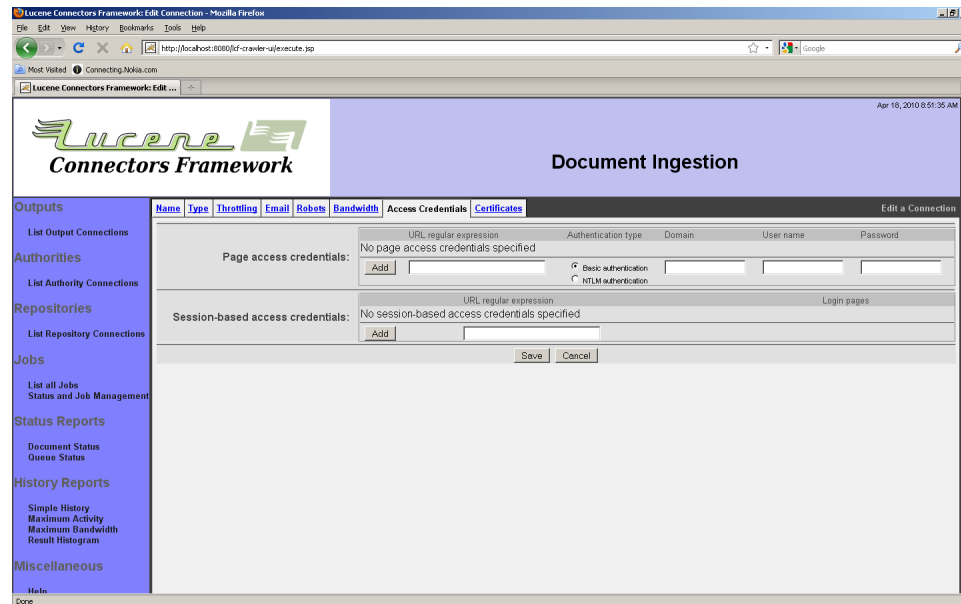 Lucene Connectors Framework: Edit Connection - Mozilla Firefox
File Edit View History Bookmarks Tools Help
http://localhost:8080/lcf-crawler-ui/execute.jsp
Google
Most Visited Connecting.Nokia.com
Lucene Connectors Framework: Edit ...
Apr 18, 2010 8:51:35 AM
Lucene
Connectors Framework
Document Ingestion
Outputs
List Output Connections
Authorities
List Authority Connections
Repositories
List Repository Connections
Jobs
List all Jobs
Status and Job Management
Status Reports
Document Status
Queue Status
History Reports
Simple History
Maximum Activity
Maximum Bandwidth
Result Histogram
Miscellaneous
Help
Name Type Throttling Email Robots Bandwidth Access Credentials Certificates Edit a Connection
Page access credentials:
URL regular expression Authentication type Domain User name Password
No page access credentials specified
Add Basic authentication
NTLM authentication
Session-based access credentials:
URL regular expression Login pages
No session-based access credentials specified
Add
Save Cancel
Done